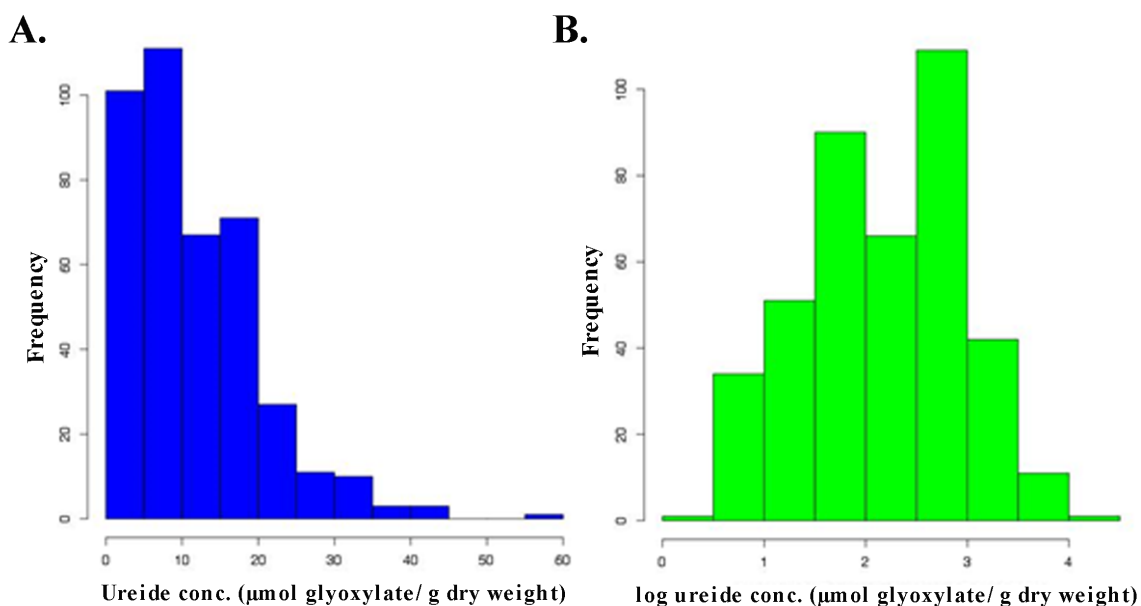 A.
B.
100
80
60
40
20
0
Frequency
0 10 20 30 40 50 60
Ureide conc. (μmol glyoxylate/ g dry weight)
100
80
60
40
20
0
Frequency
0 1 2 3 4
log ureide conc. (μmol glyoxylate/ g dry weight)